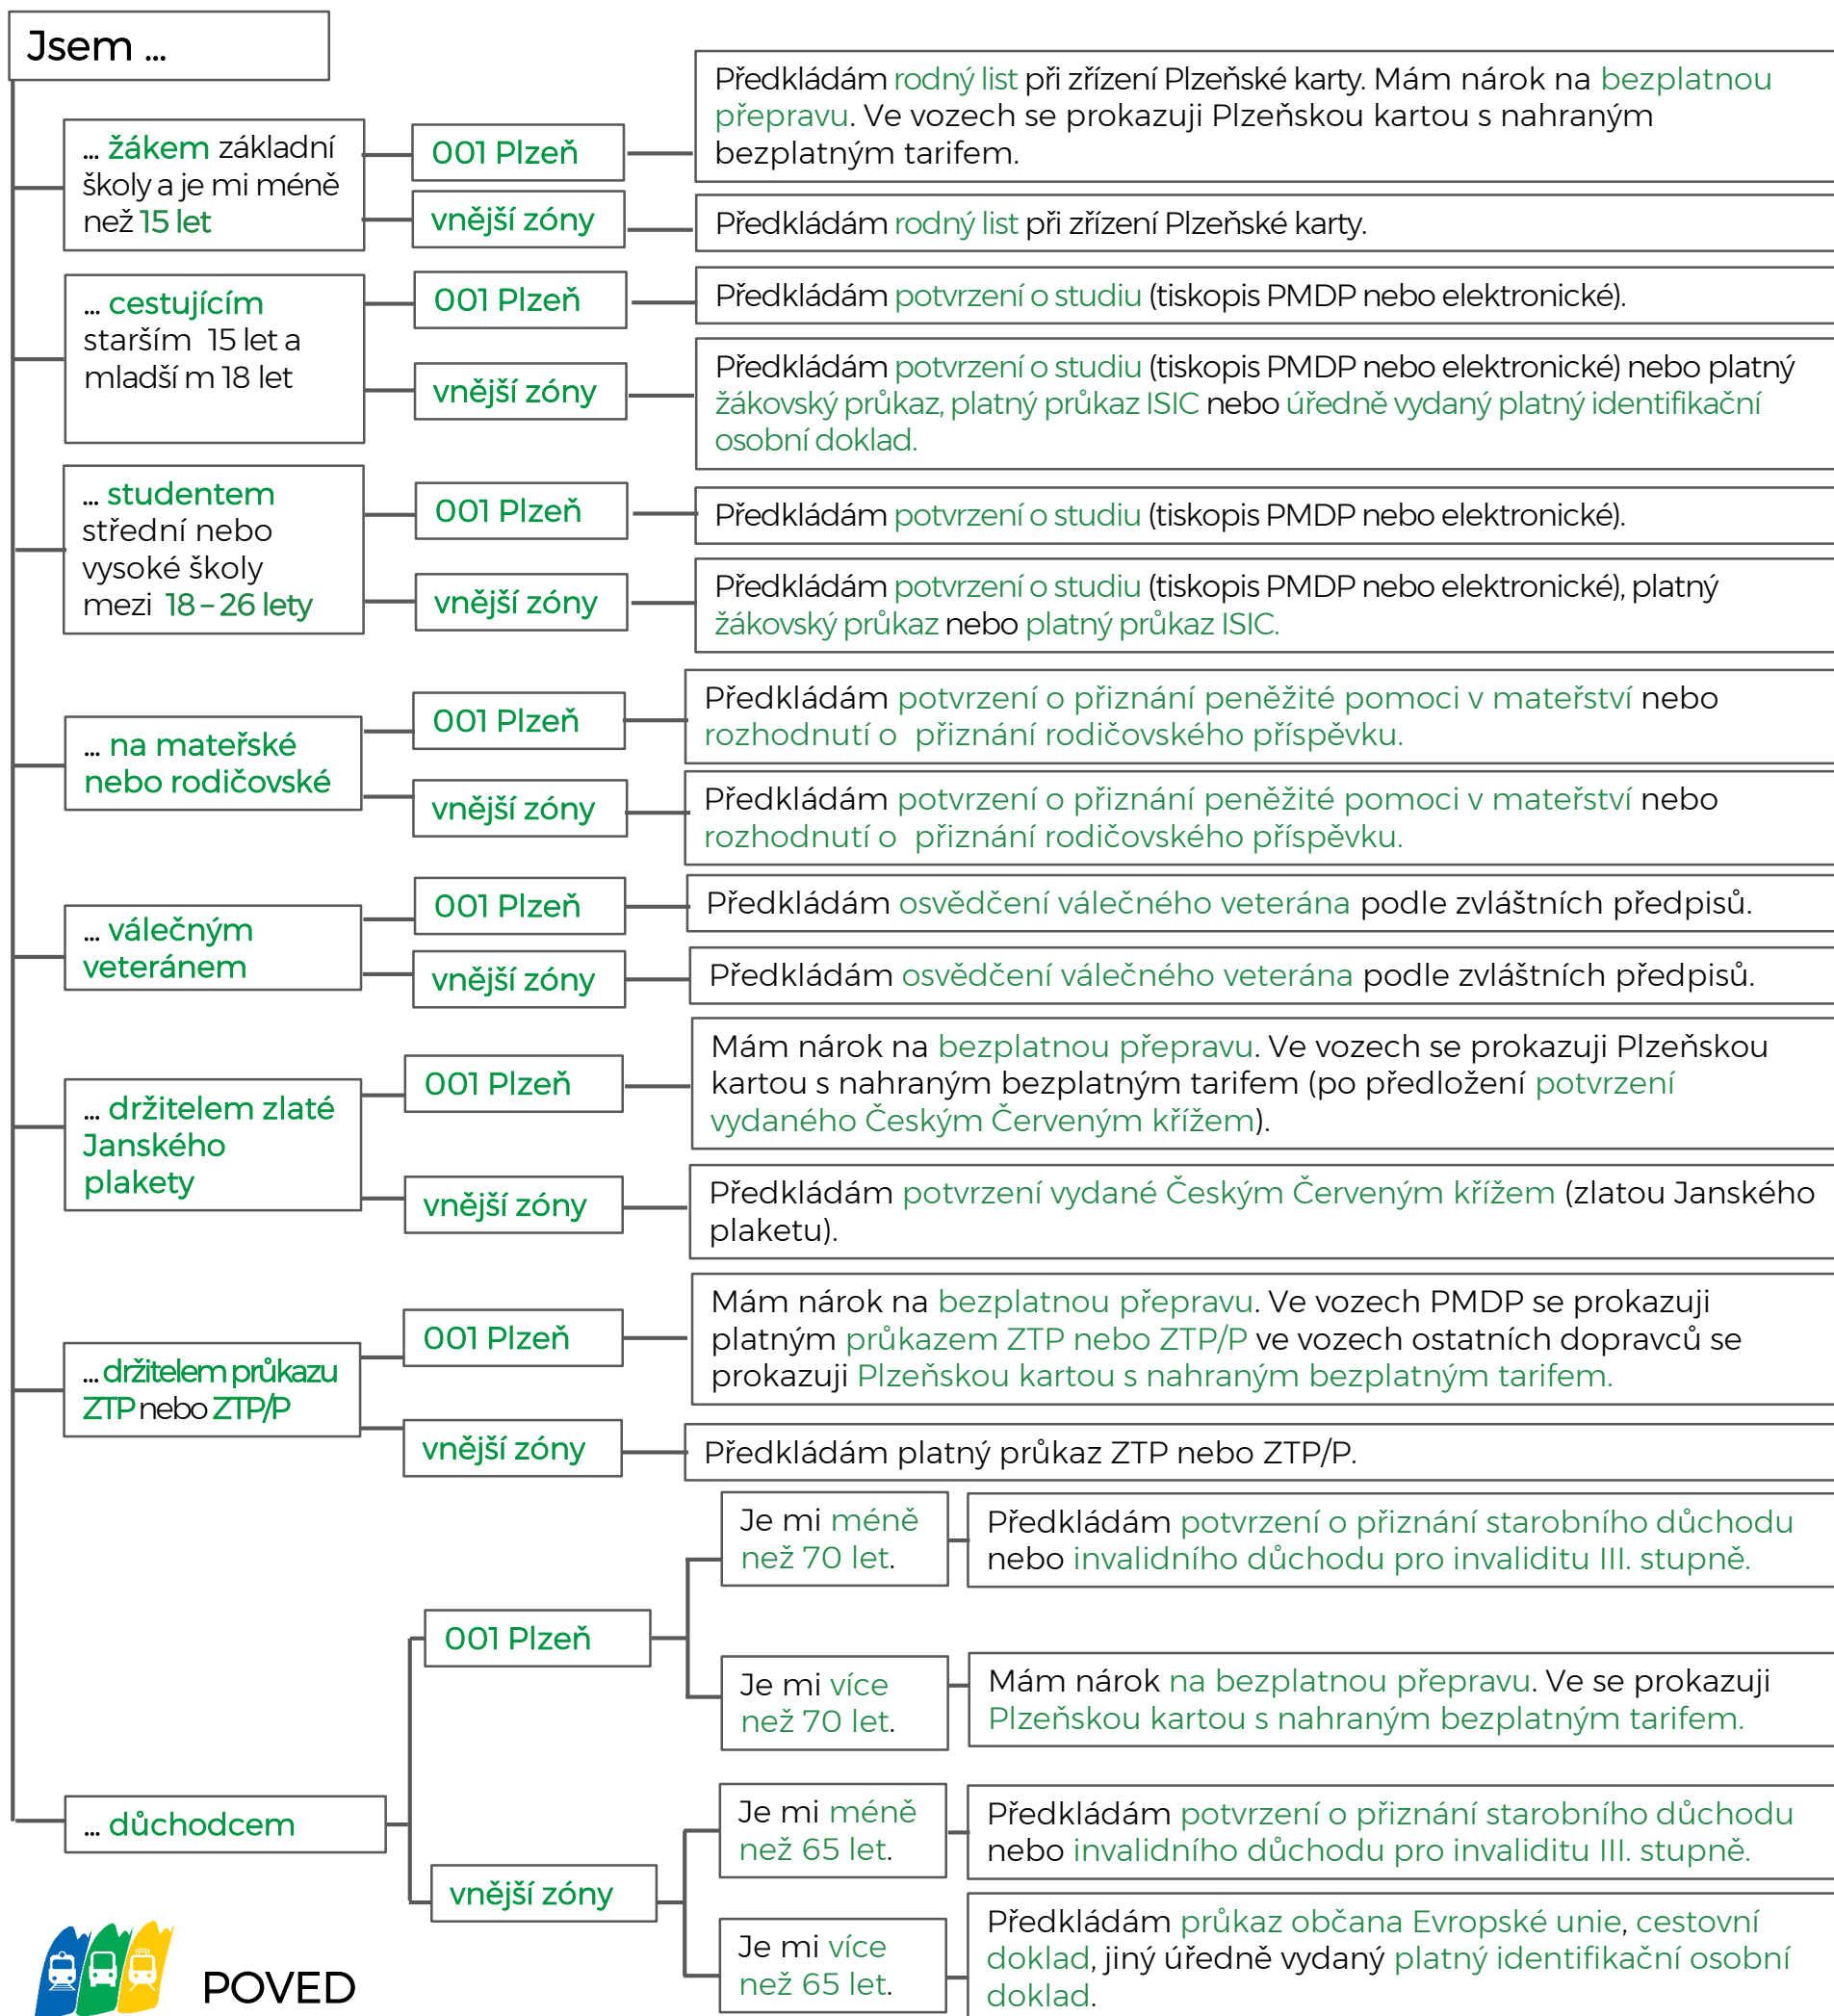 Jsem ...
... žákem základní
školy a je mi méně
než 15 let
001 Plzeň
Předkládám rodný list při zřízení Plzeňské karty. Mám nárok na bezplatnou
přepravu. Ve vozech se prokazuji Plzeňskou kartou s nahraným
bezplatným tarifem.
vnější zóny
Předkládám rodný list při zřízení Plzeňské karty.
... cestujícím
starším 15 let a
mladší m 18 let
001 Plzeň
Předkládám potvrzení o studiu (tiskopis PMDP nebo elektronické).
vnější zóny
Předkládám potvrzení o studiu (tiskopis PMDP nebo elektronické) nebo platný
žákovský průkaz, platný průkaz ISIC nebo úředně vydaný platný identifikační
osobní doklad.
... studentem
střední nebo
vysoké školy
mezi 18 – 26 lety
001 Plzeň
Předkládám potvrzení o studiu (tiskopis PMDP nebo elektronické).
vnější zóny
Předkládám potvrzení o studiu (tiskopis PMDP nebo elektronické), platný
žákovský průkaz nebo platný průkaz ISIC.
... na mateřské
nebo rodičovské
001 Plzeň
Předkládám potvrzení o přiznání peněžité pomoci v mateřství nebo
rozhodnutí o přiznání rodičovského příspěvku.
vnější zóny
Předkládám potvrzení o přiznání peněžité pomoci v mateřství nebo
rozhodnutí o přiznání rodičovského příspěvku.
... válečným
veteránem
001 Plzeň
Předkládám osvědčení válečného veterána podle zvláštních předpisů.
vnější zóny
Předkládám osvědčení válečného veterána podle zvláštních předpisů.
... držitelem zlaté
Janského
plakety
001 Plzeň
Mám nárok na bezplatnou přepravu. Ve vozech se prokazuji Plzeňskou
kartou s nahraným bezplatným tarifem (po předložení potvrzení
vydaného Českým Červeným křížem).
vnější zóny
Předkládám potvrzení vydané Českým Červeným křížem (zlatou Janského
plaketu).
... držitelem průkazu
ZTP nebo ZTP/P
001 Plzeň
Mám nárok na bezplatnou přepravu. Ve vozech PMDP se prokazuji
platným průkazem ZTP nebo ZTP/P ve vozech ostatních dopravců se
prokazuji Plzeňskou kartou s nahraným bezplatným tarifem.
vnější zóny
Předkládám platný průkaz ZTP nebo ZTP/P.
... důchodcem
001 Plzeň
Je mi méně
než 70 let.
Předkládám potvrzení o přiznání starobního důchodu
nebo invalidního důchodu pro invaliditu III. stupně.
Je mi více
než 70 let.
Mám nárok na bezplatnou přepravu. Ve se prokazuji
Plzeňskou kartou s nahraným bezplatným tarifem.
vnější zóny
Je mi méně
než 65 let.
Předkládám potvrzení o přiznání starobního důchodu
nebo invalidního důchodu pro invaliditu III. stupně.
Je mi více
než 65 let.
Předkládám průkaz občana Evropské unie, cestovní
doklad, jiný úředně vydaný platný identifikační osobní
doklad.
POVED